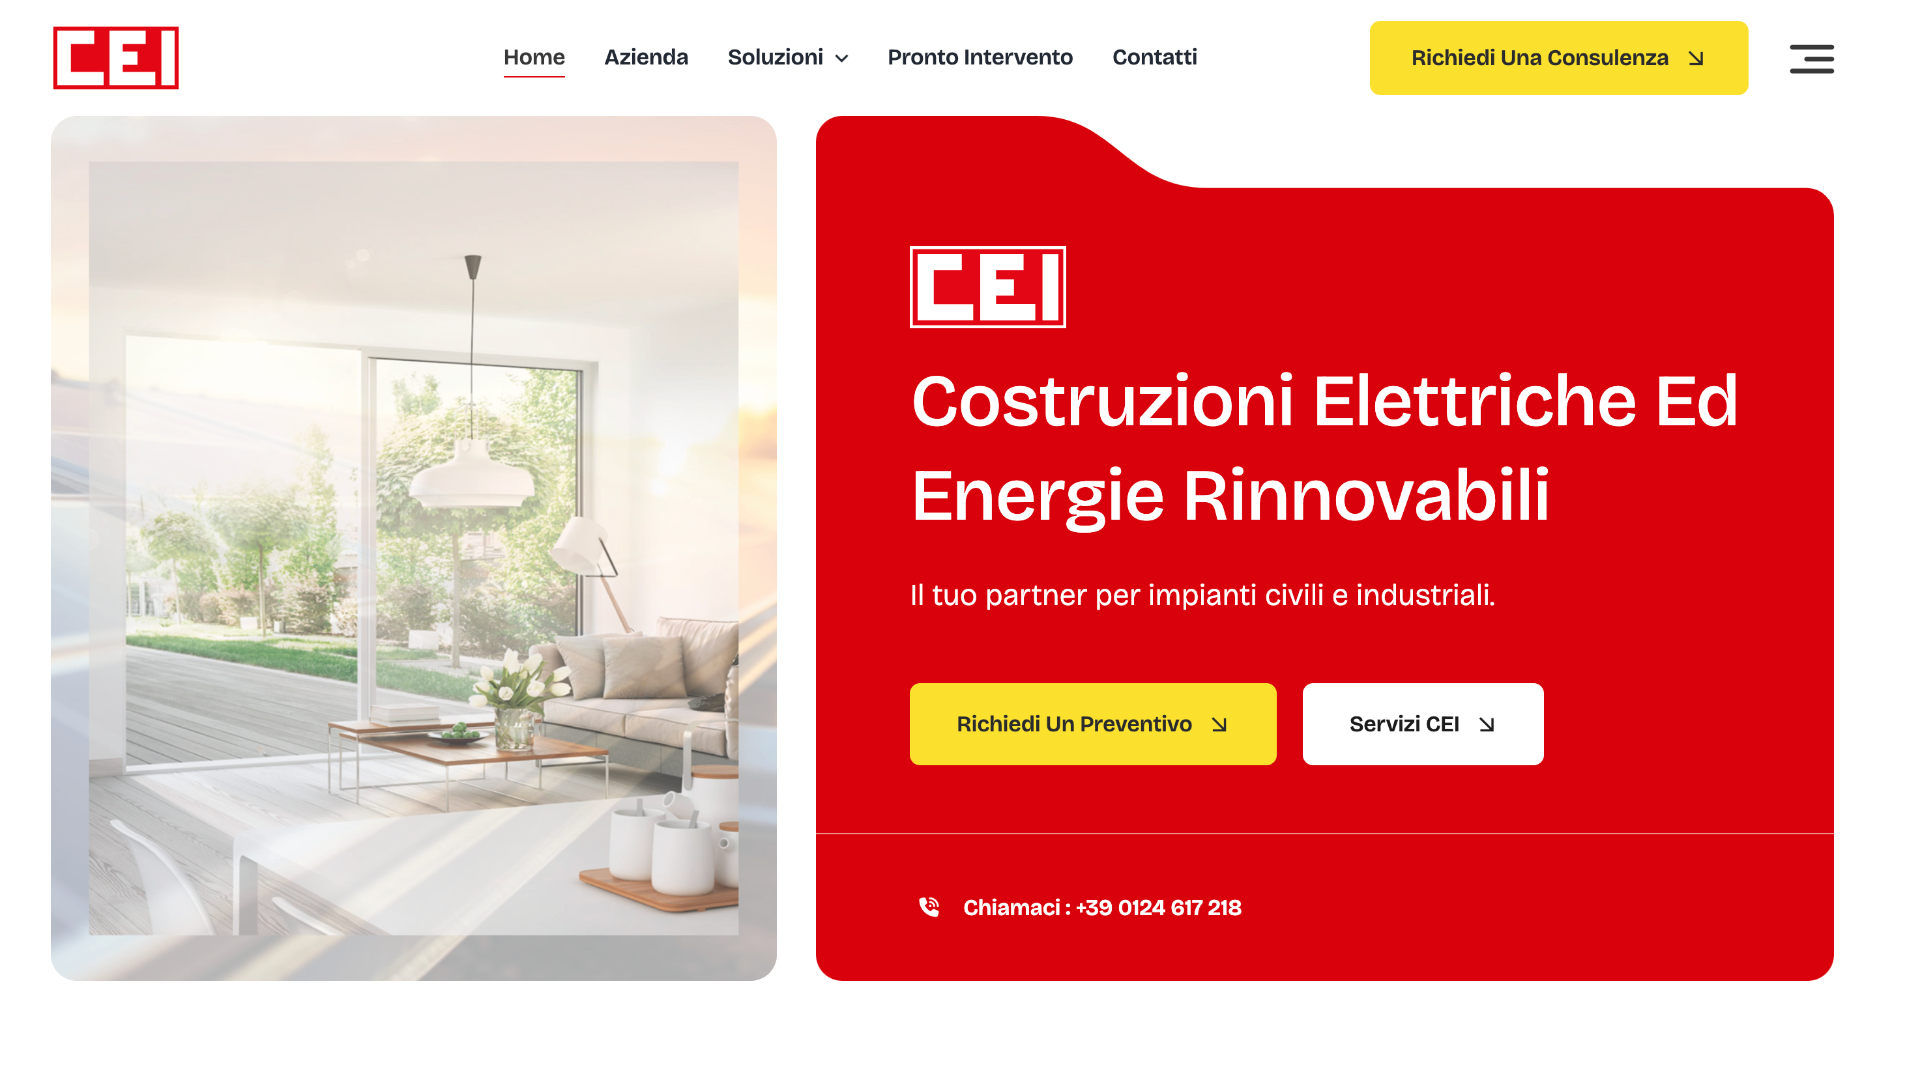 CEI
Home Azienda Soluzioni Pronto Intervento Contatti
Richiedi Una Consulenza
CEI
Costruzioni Elettriche Ed
Energie Rinnovabili
Il tuo partner per impianti civili e industriali.
Richiedi Un Preventivo
Servizi CEI
Chiamaci : +39 0124 617 218